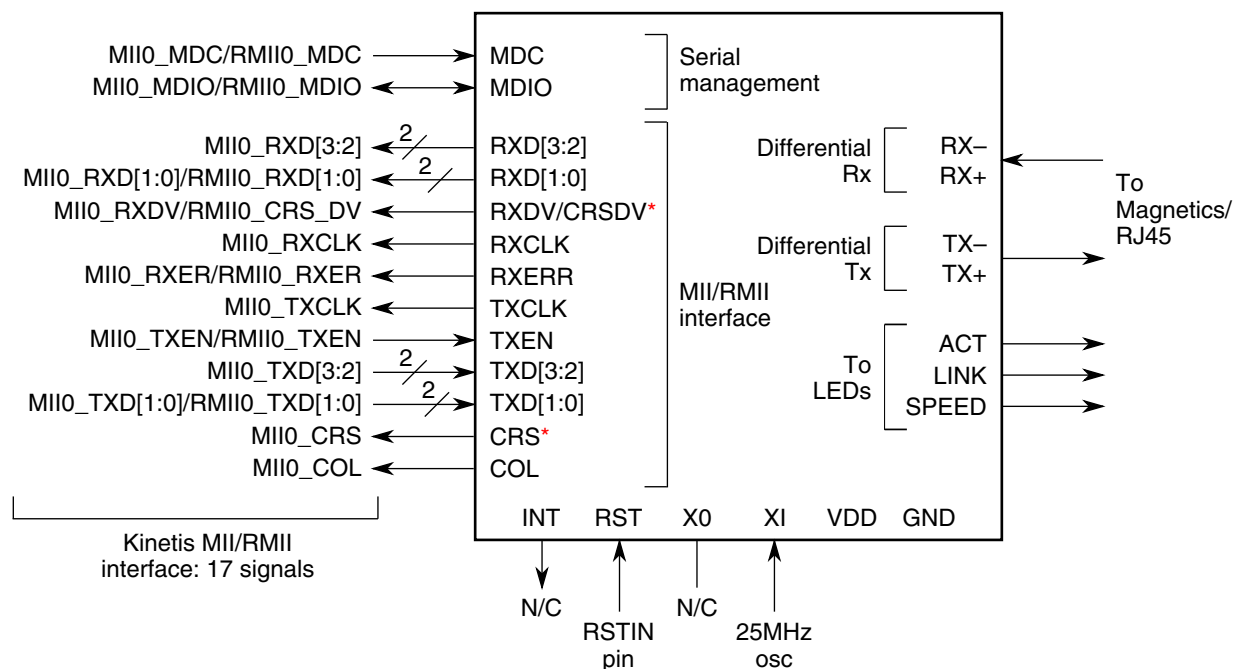 MII0_MDC/RMII0_MDC
MII0_MDIO/RMII0_MDIO
MII0_RXD[3:2]
MII0_RXD[1:0]/RMII0_RXD[1:0]
MII0_RXDV/RMII0_CRS_DV
MII0_RXCLK
MII0_RXER/RMII0_RXER
MII0_TXCLK
MII0_TXEN/RMII0_TXEN
MII0_TXD[3:2]
MII0_TXD[1:0]/RMII0_TXD[1:0]
MII0_CRS
MII0_COL
Kinetis MII/RMII
interface: 17 signals
2
2
2
2
MDC
MDIO
Serial
management
RXD[3:2]
RXD[1:0]
RXDV/CRSDV*
RXCLK
RXERR
TXCLK
TXEN
TXD[3:2]
TXD[1:0]
CRS*
COL
MII/RMII
interface
Differential
Rx
RX–
RX+
Differential
Tx
TX–
TX+
To
LEDs
ACT
LINK
SPEED
To
Magnetics/
RJ45
INT RST X0 XI VDD GND
N/C
RSTIN
pin
N/C
25MHz
osc